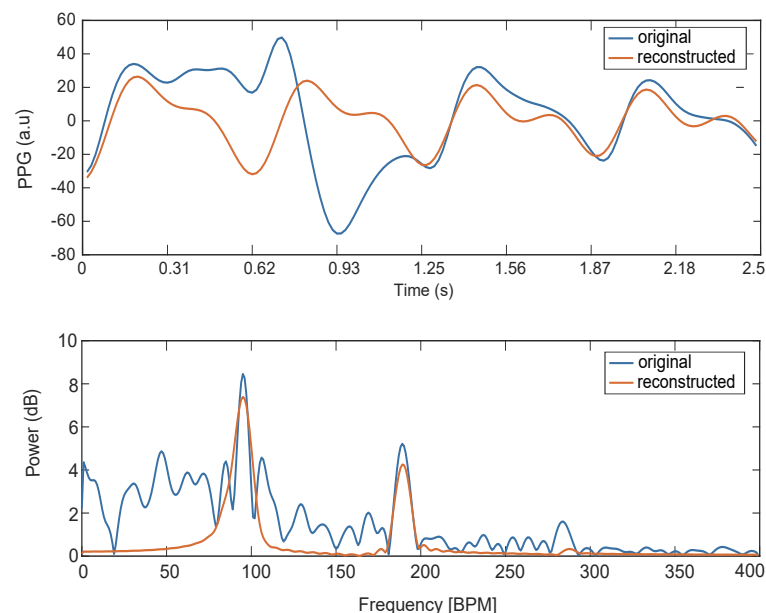 60
40
20
0
-20
-40
-60
-80
PPG (a.u)
original
reconstructed
0 0.31 0.62 0.93 1.25 1.56 1.87 2.18 2.5
Time (s)
10
8
6
4
2
0
Power (dB)
original
reconstructed
0 50 100 150 200 250 300 350 400
Frequency [BPM]